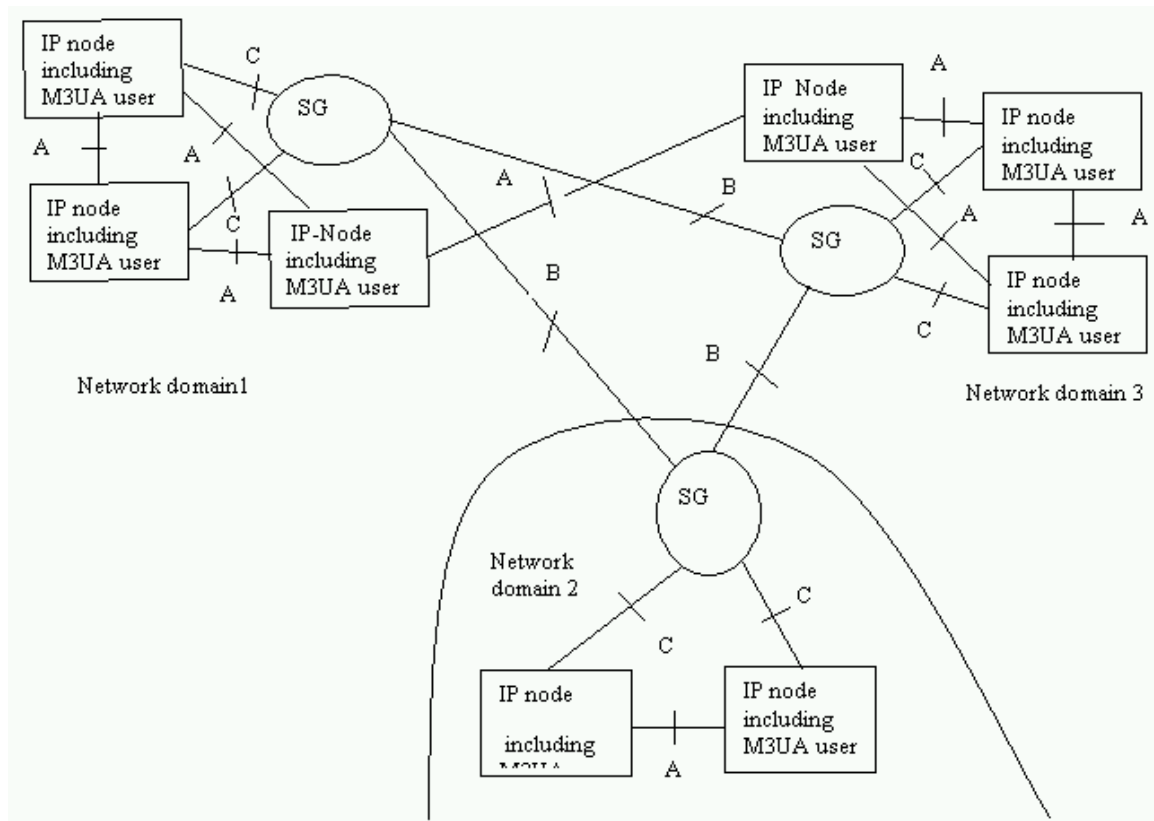 IP node
including
M3UA user
C
SG
A
A
IP node
including
M3UA user
C
A
IP-Node
including
M3UA user
Network domain1
A
B
B
IP Node
including
M3UA user
A
IP node
including
M3UA user
C
A
A
SG
IP node
including
M3UA user
C
B
Network domain 3
SG
Network
domain 2
C
C
IP node
including
A
IP node
including
M3UA user